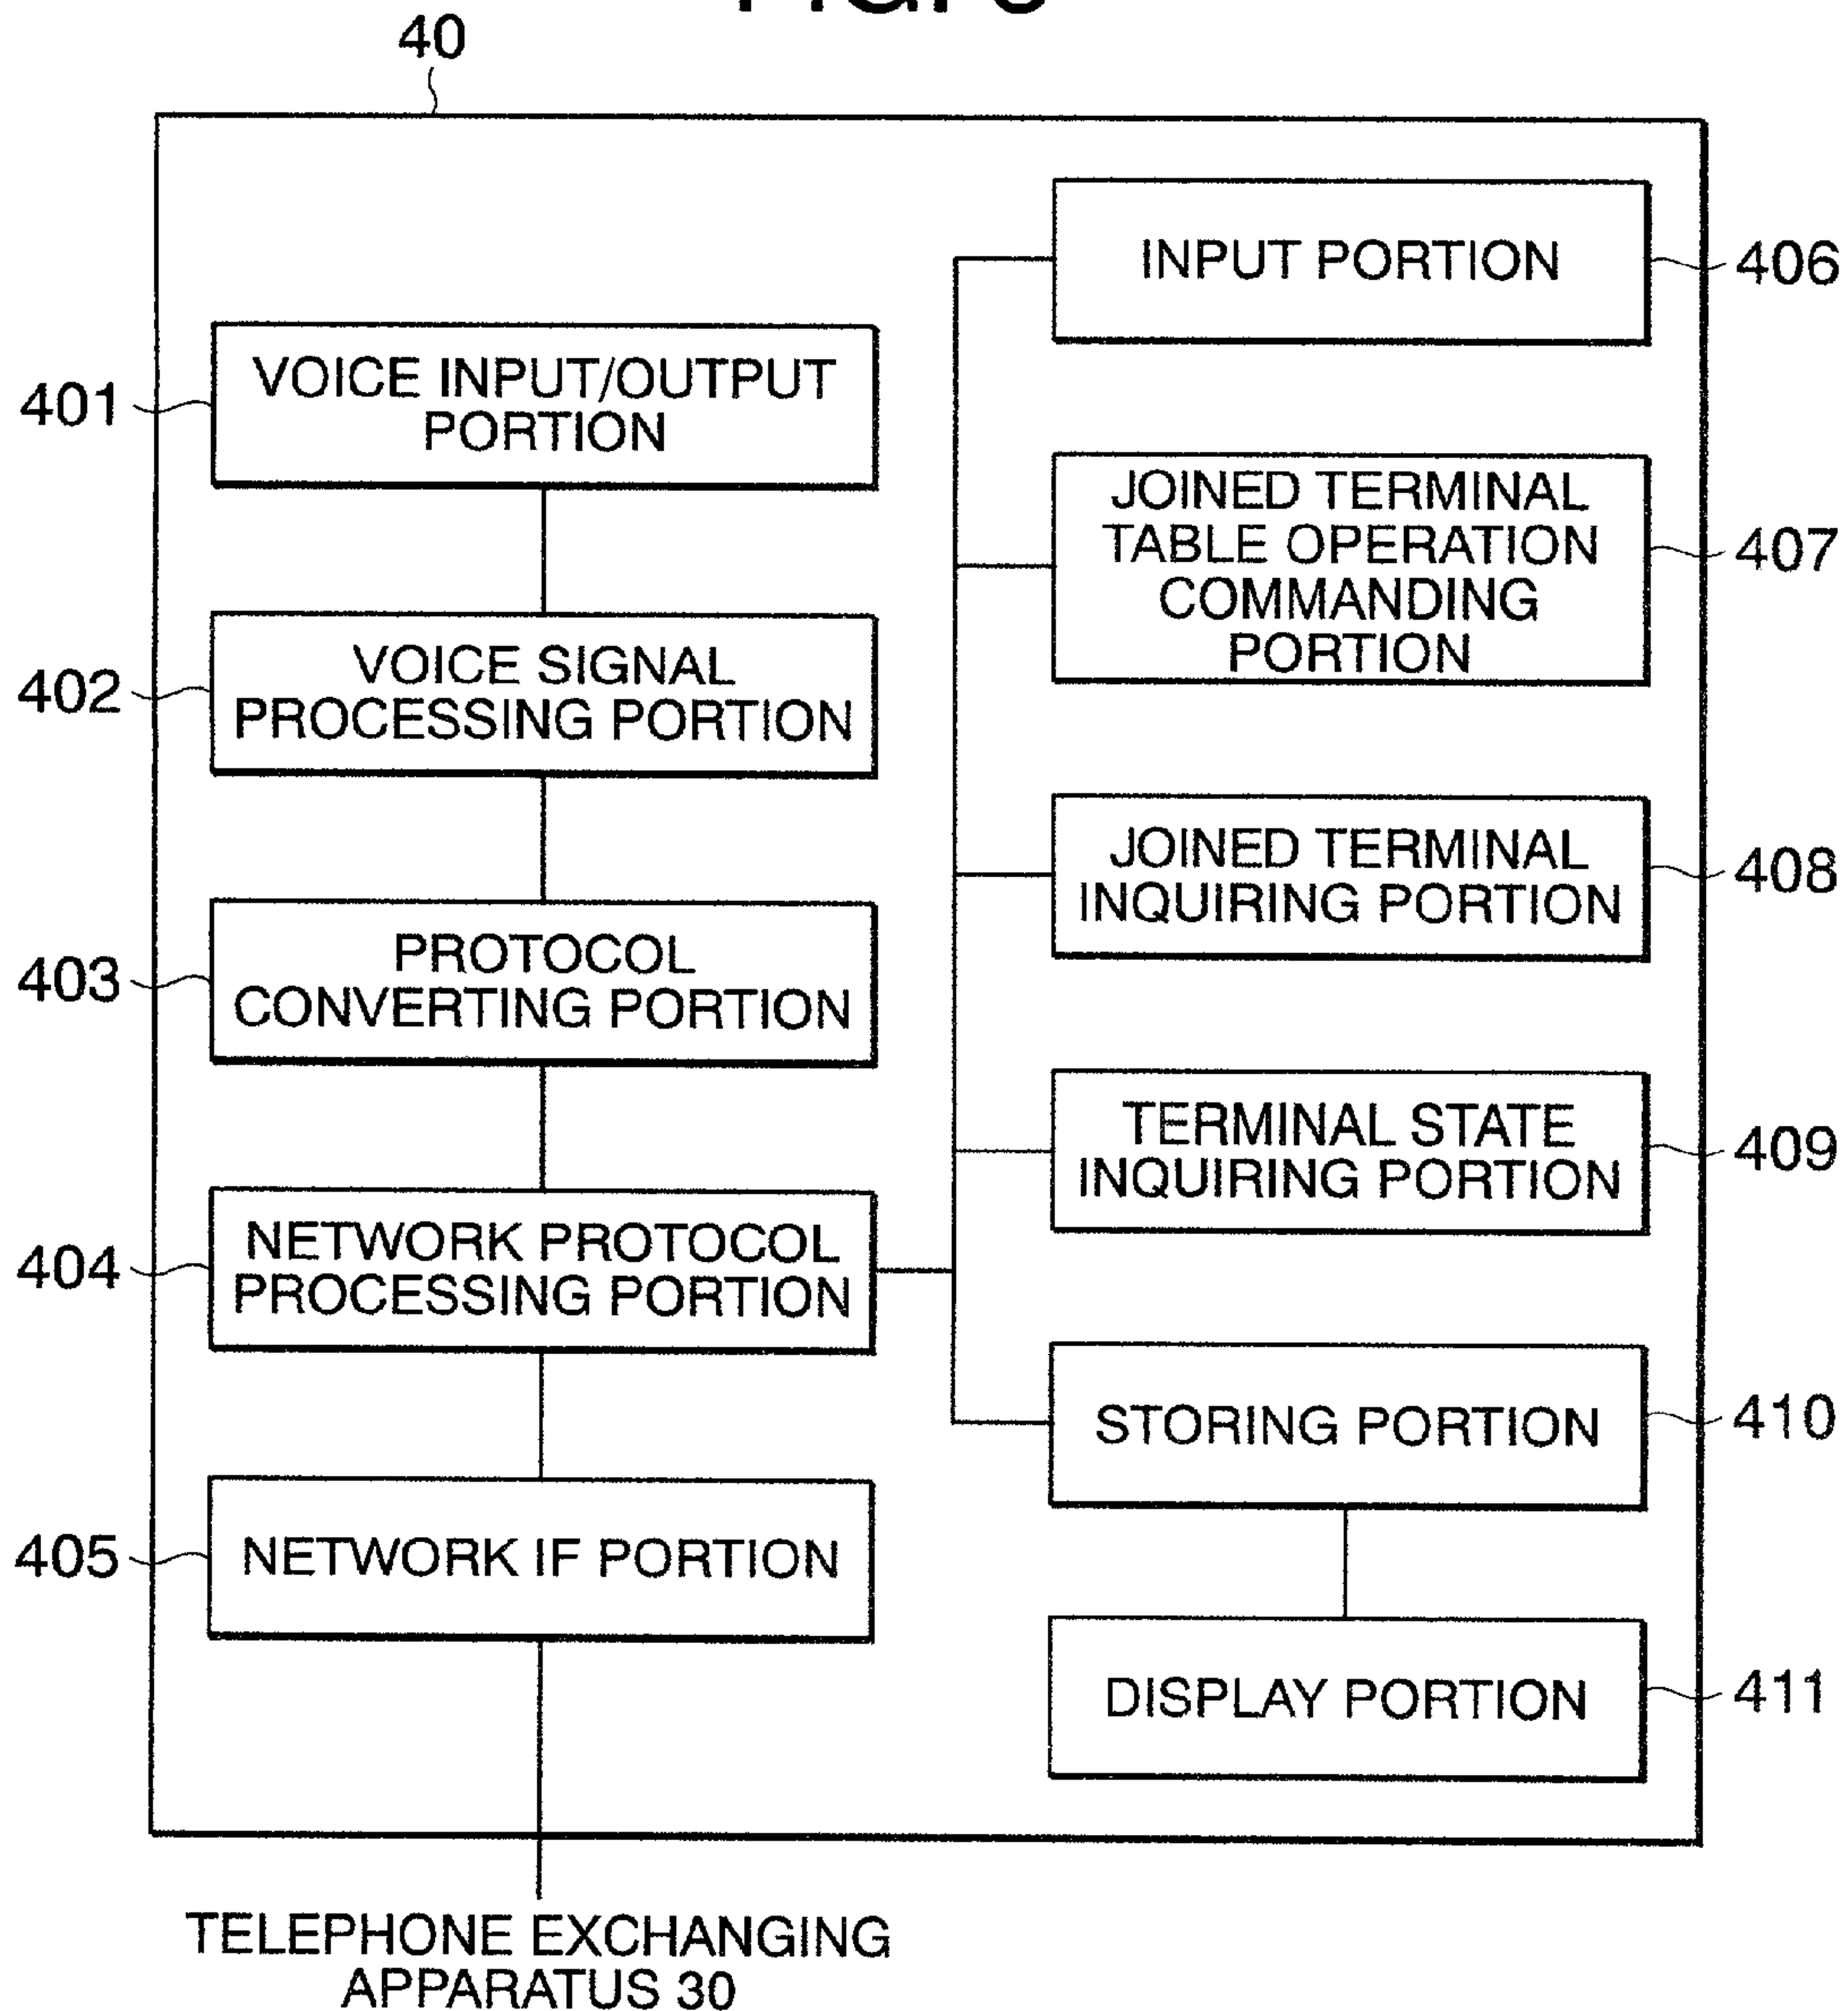 40
401
VOICE INPUT/OUTPUT
PORTION
402
VOICE SIGNAL
PROCESSING PORTION
403
PROTOCOL
CONVERTING PORTION
404
NETWORK PROTOCOL
PROCESSING PORTION
405
NETWORK IF PORTION
INPUT PORTION
406
JOINED TERMINAL
TABLE OPERATION
COMMANDING
PORTION
407
JOINED TERMINAL
INQUIRING PORTION
408
TERMINAL STATE
INQUIRING PORTION
409
STORING PORTION
410
DISPLAY PORTION
411
TELEPHONE EXCHANGING
APPARATUS 30